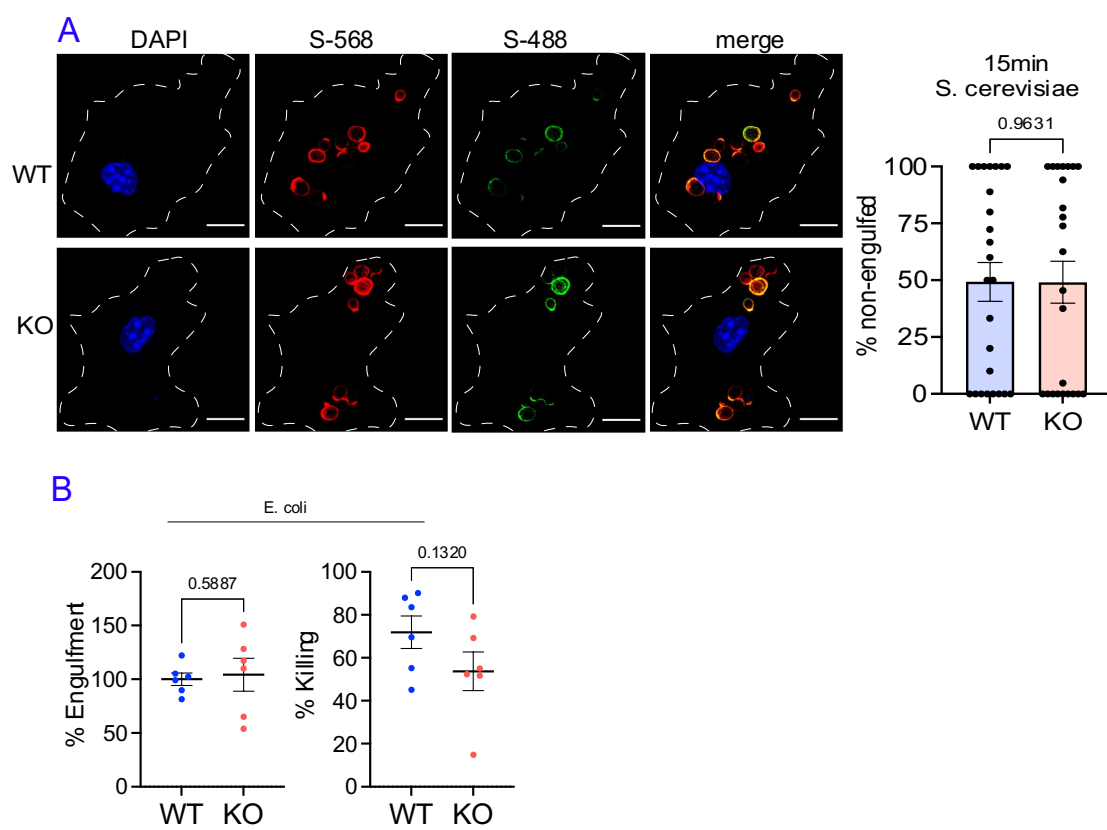 A
DAPI S-568 S-488 merge
WT
KO
15min
S. cerevisiae
0.9631
% non-engulfed
100
75
50
25
0
WT KO
B
E. coli
% Engulfment
200
150
100
50
0
0.5887
WT KO
% Killing
100
80
60
40
20
0
0.1320
WT KO